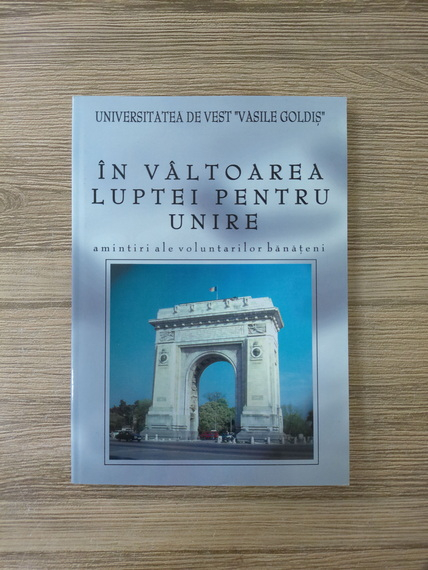 UNIVERSITATEA DE VEST "VASILE GOLDIȘ"
ÎN VÂLTOAREA
LUPTEI PENTRU
UNIRE
amintiri ale voluntarilor bănățeni